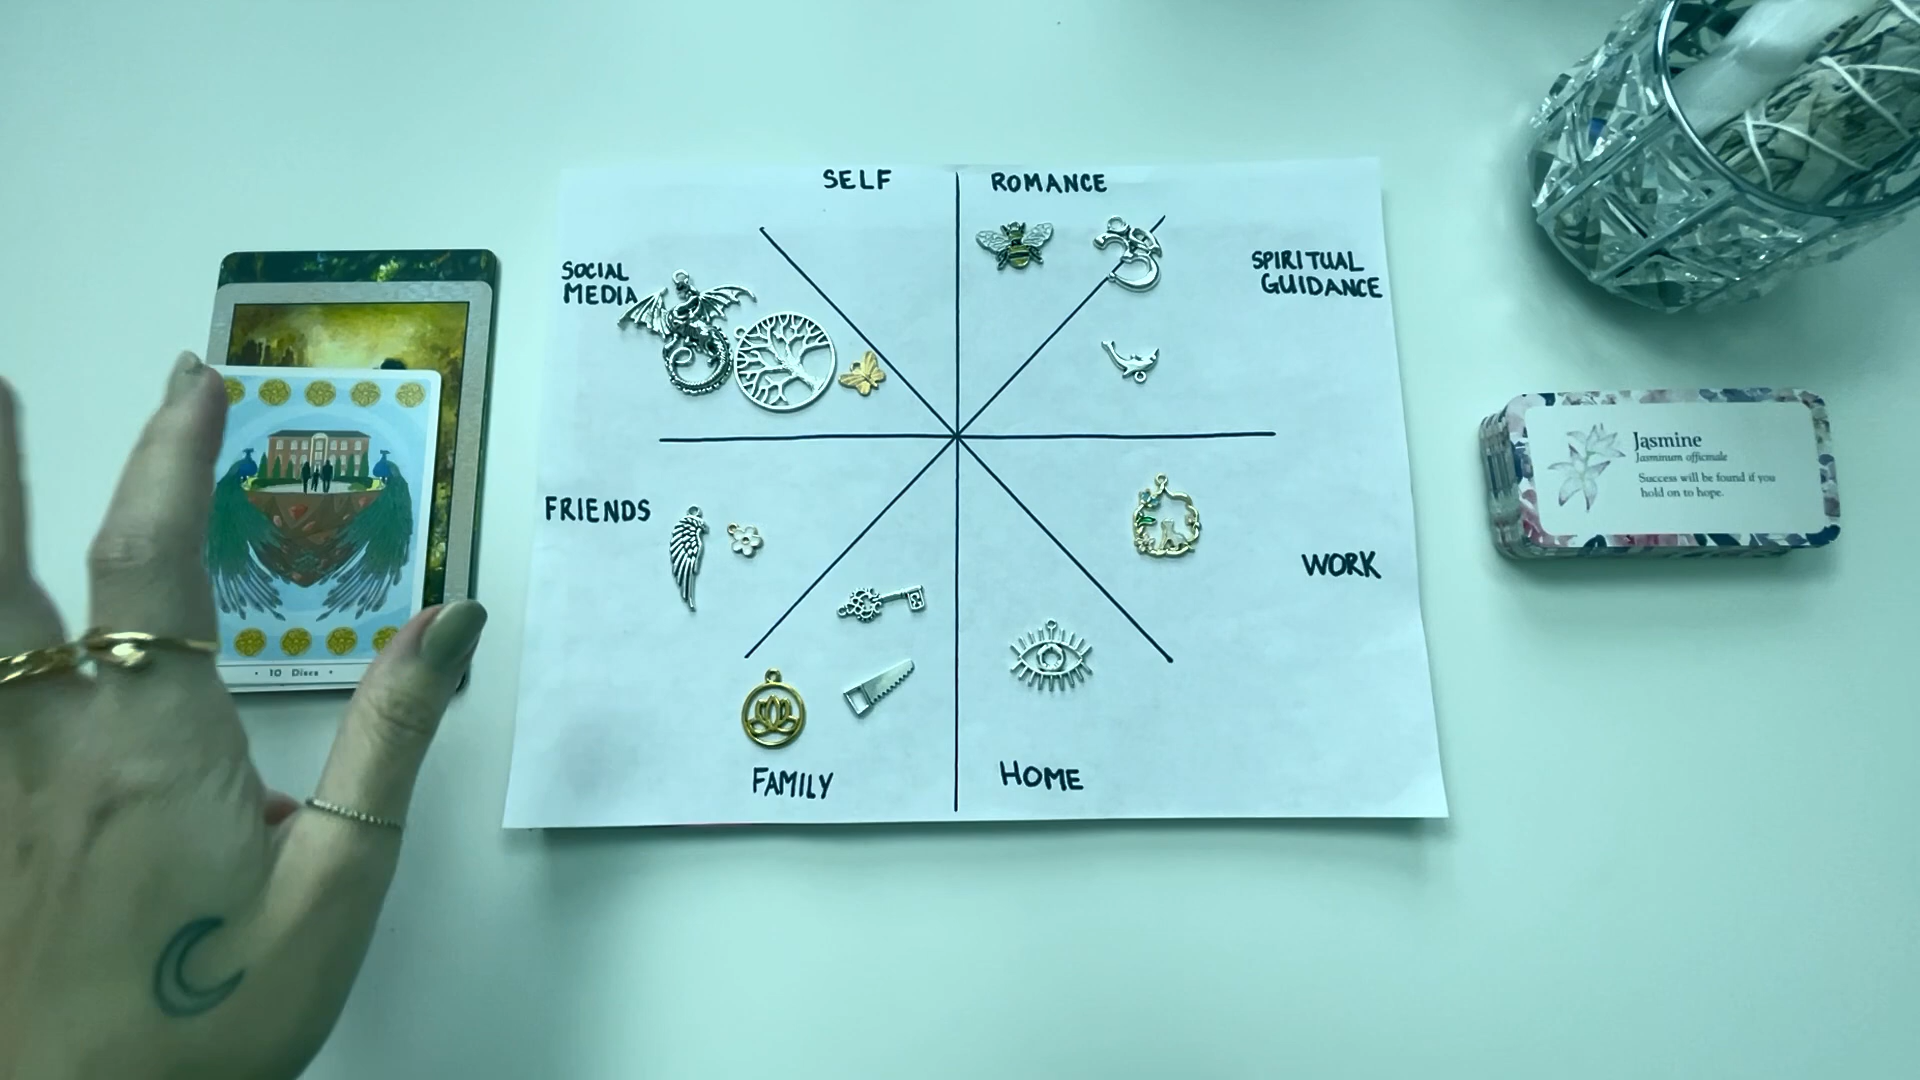 SELF
ROMANCE
SOCIAL
MEDIA
SPIRITUAL
GUIDANCE
FRIENDS
WORK
FAMILY
HOME
10 Discs
Jasmine
Jasminum officinale
Success will be found if you
hold on to hope.